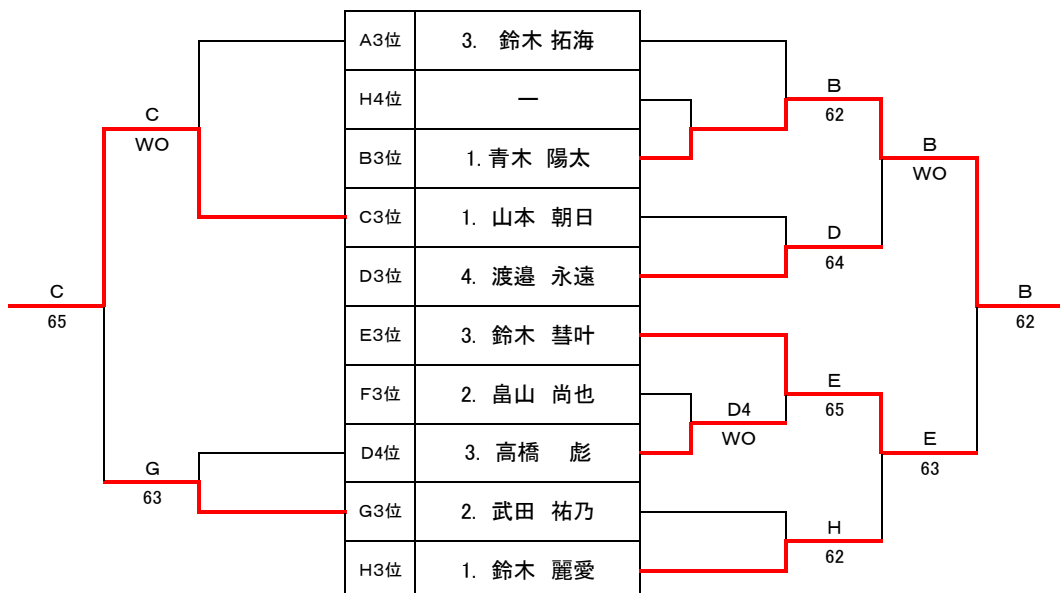 A3位 3. 鈴木 拓海
H4位 ー
B3位 1. 青木 陽太
C3位 1. 山本 朝日
D3位 4. 渡邉 永遠
E3位 3. 鈴木 彗叶
F3位 2. 畠山 尚也
D4位 3. 高橋 彪
G3位 2. 武田 祐乃
H3位 1. 鈴木 麗愛
C
WO
C
65
G
63
B
62
B
WO
D
64
B
62
E
65
D4
WO
E
63
H
62